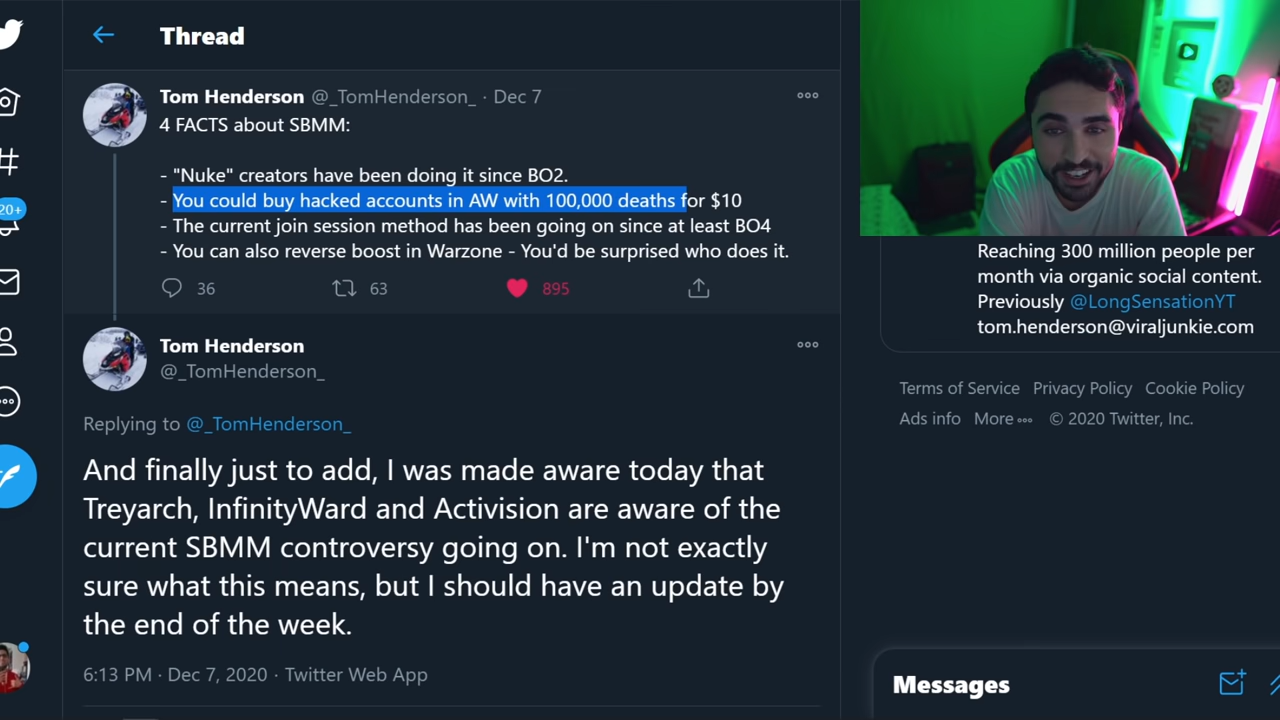 Thread
Tom Henderson @_TomHenderson_ · Dec 7
4 FACTS about SBMM:
- "Nuke" creators have been doing it since BO2.
- You could buy hacked accounts in AW with 100,000 deaths for $10
- The current join session method has been going on since at least BO4
- You can also reverse boost in Warzone - You'd be surprised who does it.
36 63 895
Tom Henderson
@_TomHenderson_
Replying to @_TomHenderson_
And finally just to add, I was made aware today that
Treyarch, InfinityWard and Activision are aware of the
current SBMM controversy going on. I'm not exactly
sure what this means, but I should have an update by
the end of the week.
6:13 PM · Dec 7, 2020 · Twitter Web App
20+
Reaching 300 million people per
month via organic social content.
Previously @LongSensationYT
tom.henderson@viraljunkie.com
Terms of Service Privacy Policy Cookie Policy
Ads info More © 2020 Twitter, Inc.
Messages